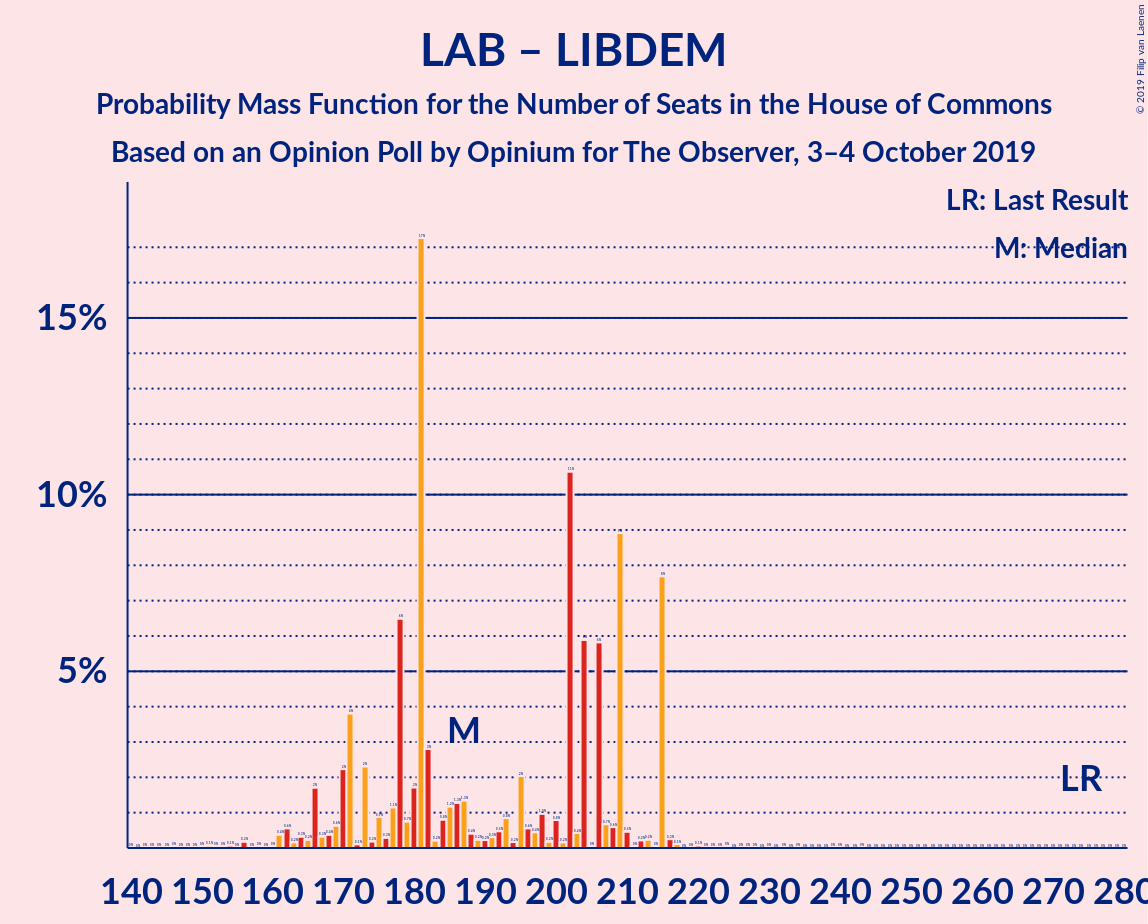 LAB – LIBDEM
Probability Mass Function for the Number of Seats in the House of Commons
Based on an Opinion Poll by Opinium for The Observer, 3–4 October 2019
© 2019 Filip van Laenen
LR: Last Result
M: Median
15%
10%
5%
M
LR
140 150 160 170 180 190 200 210 220 230 240 250 260 270 280